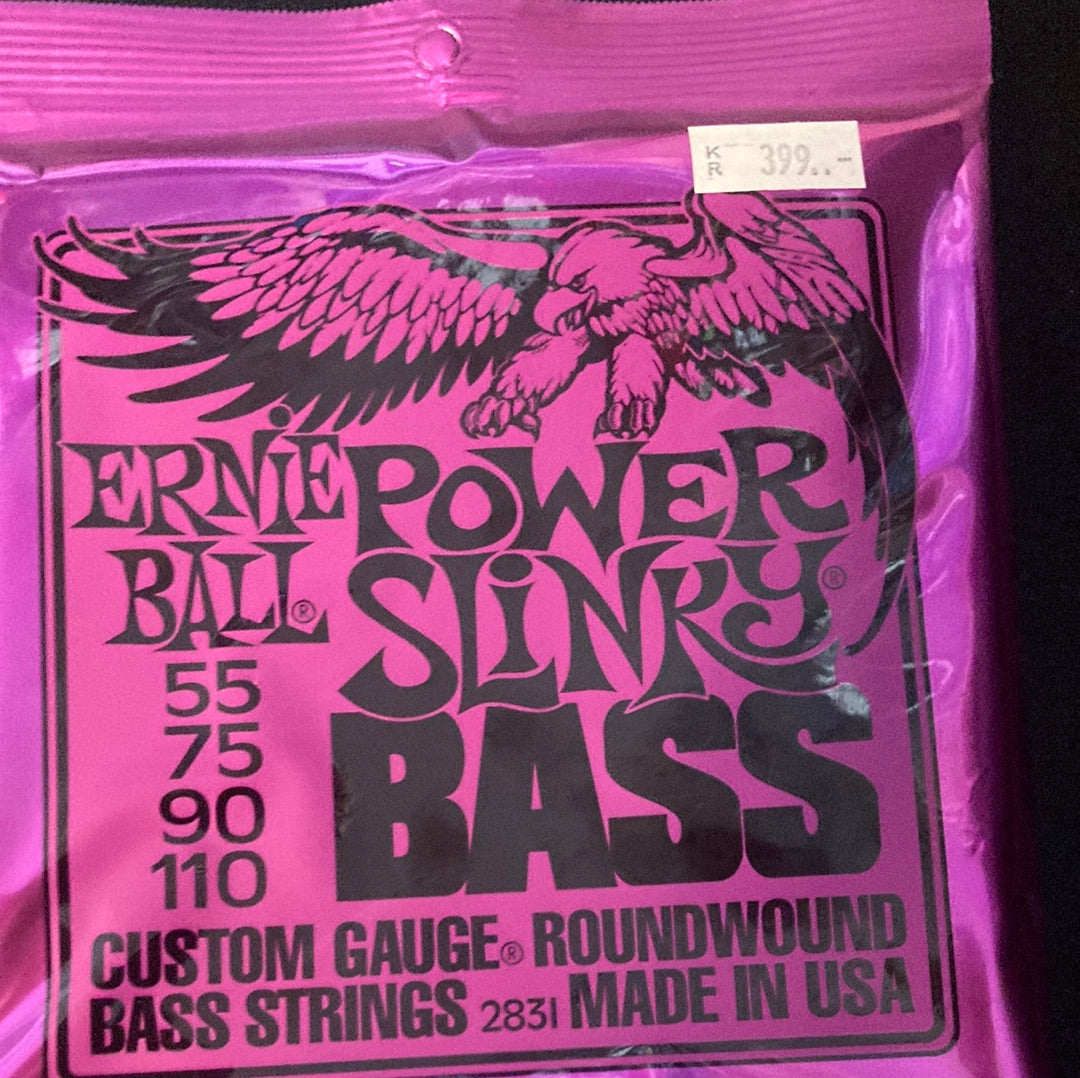 KR 399..-
ERNIE
BALL®
POWER
SLINKY®
BASS
55
75
90
110
CUSTOM GAUGE® ROUNDWOUND
BASS STRINGS 2831 MADE IN USA